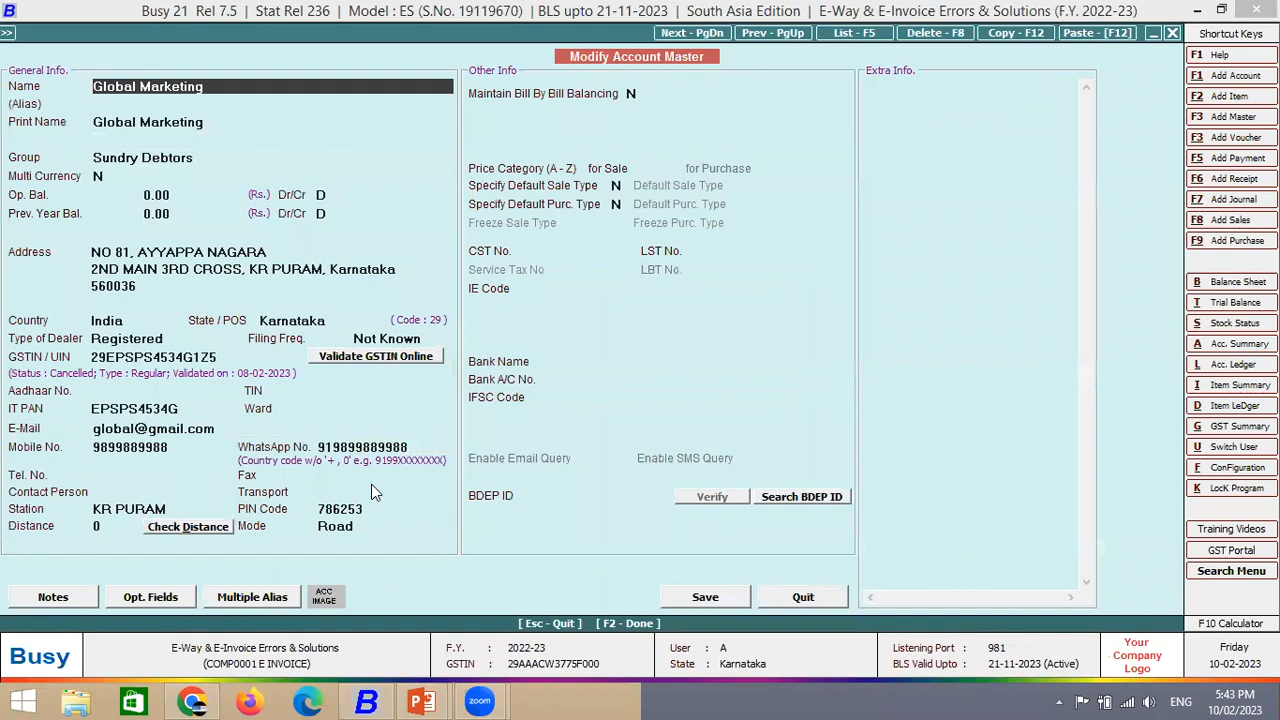 Busy 21 Rel 7.5 | Stat Rel 236 | Model : ES (S.No. 19119670) | BLS upto 21-11-2023 | South Asia Edition | E-Way & E-Invoice Errors & Solutions (F.Y. 2022-23)
>> Next - PgDn Prev - PgUp List - F5 Delete - F8 Copy - F12 Paste - [F12]
Modify Account Master
General Info.
Name Global Marketing
(Alias)
Print Name Global Marketing
Group Sundry Debtors
Multi Currency N
Op. Bal. 0.00 (Rs.) Dr/Cr D
Prev. Year Bal. 0.00 (Rs.) Dr/Cr D
Address NO 81, AYYAPPA NAGARA
2ND MAIN 3RD CROSS, KR PURAM, Karnataka
560036
Country India State / POS Karnataka ( Code : 29 )
Type of Dealer Registered Filing Freq. Not Known
GSTIN / UIN 29EPSPS4534G1Z5 Validate GSTIN Online
(Status : Cancelled; Type : Regular; Validated on : 08-02-2023 )
Aadhaar No. TIN
IT PAN EPSPS4534G Ward
E-Mail global@gmail.com
Mobile No. 9899889988 WhatsApp No. 919899889988
(Country code w/o '+ , 0' e.g. 9199XXXXXXXX)
Tel. No. Fax
Contact Person Transport
Station KR PURAM PIN Code 786253
Distance 0 Check Distance Mode Road
Other Info
Maintain Bill By Bill Balancing N
Price Category (A - Z) for Sale for Purchase
Specify Default Sale Type N Default Sale Type
Specify Default Purc. Type N Default Purc. Type
Freeze Sale Type Freeze Purc. Type
CST No. LST No.
Service Tax No LBT No.
IE Code
Bank Name
Bank A/C No.
IFSC Code
Enable Email Query Enable SMS Query
BDEP ID Verify Search BDEP ID
Extra Info.
Notes Opt. Fields Multiple Alias ACC IMAGE Save Quit
[ Esc - Quit ] [ F2 - Done ]
Shortcut Keys
F1 Help
F1 Add Account
F2 Add Item
F3 Add Master
F3 Add Voucher
F5 Add Payment
F6 Add Receipt
F7 Add Journal
F8 Add Sales
F9 Add Purchase
B Balance Sheet
T Trial Balance
S Stock Status
A Acc. Summary
L Acc. Ledger
I Item Summary
D Item LeDger
G GST Summary
U Switch User
F ConFiguration
K LocK Program
Training Videos
GST Portal
Search Menu
F10 Calculator
Busy
E-Way & E-Invoice Errors & Solutions
(COMP0001 E INVOICE)
F.Y. : 2022-23
GSTIN : 29AAACW3775F000
User : A
State : Karnataka
Listening Port : 981
BLS Valid Upto : 21-11-2023 (Active)
Your
Company
Logo
Friday
10-02-2023
zoom
ENG
5:43 PM
10/02/2023